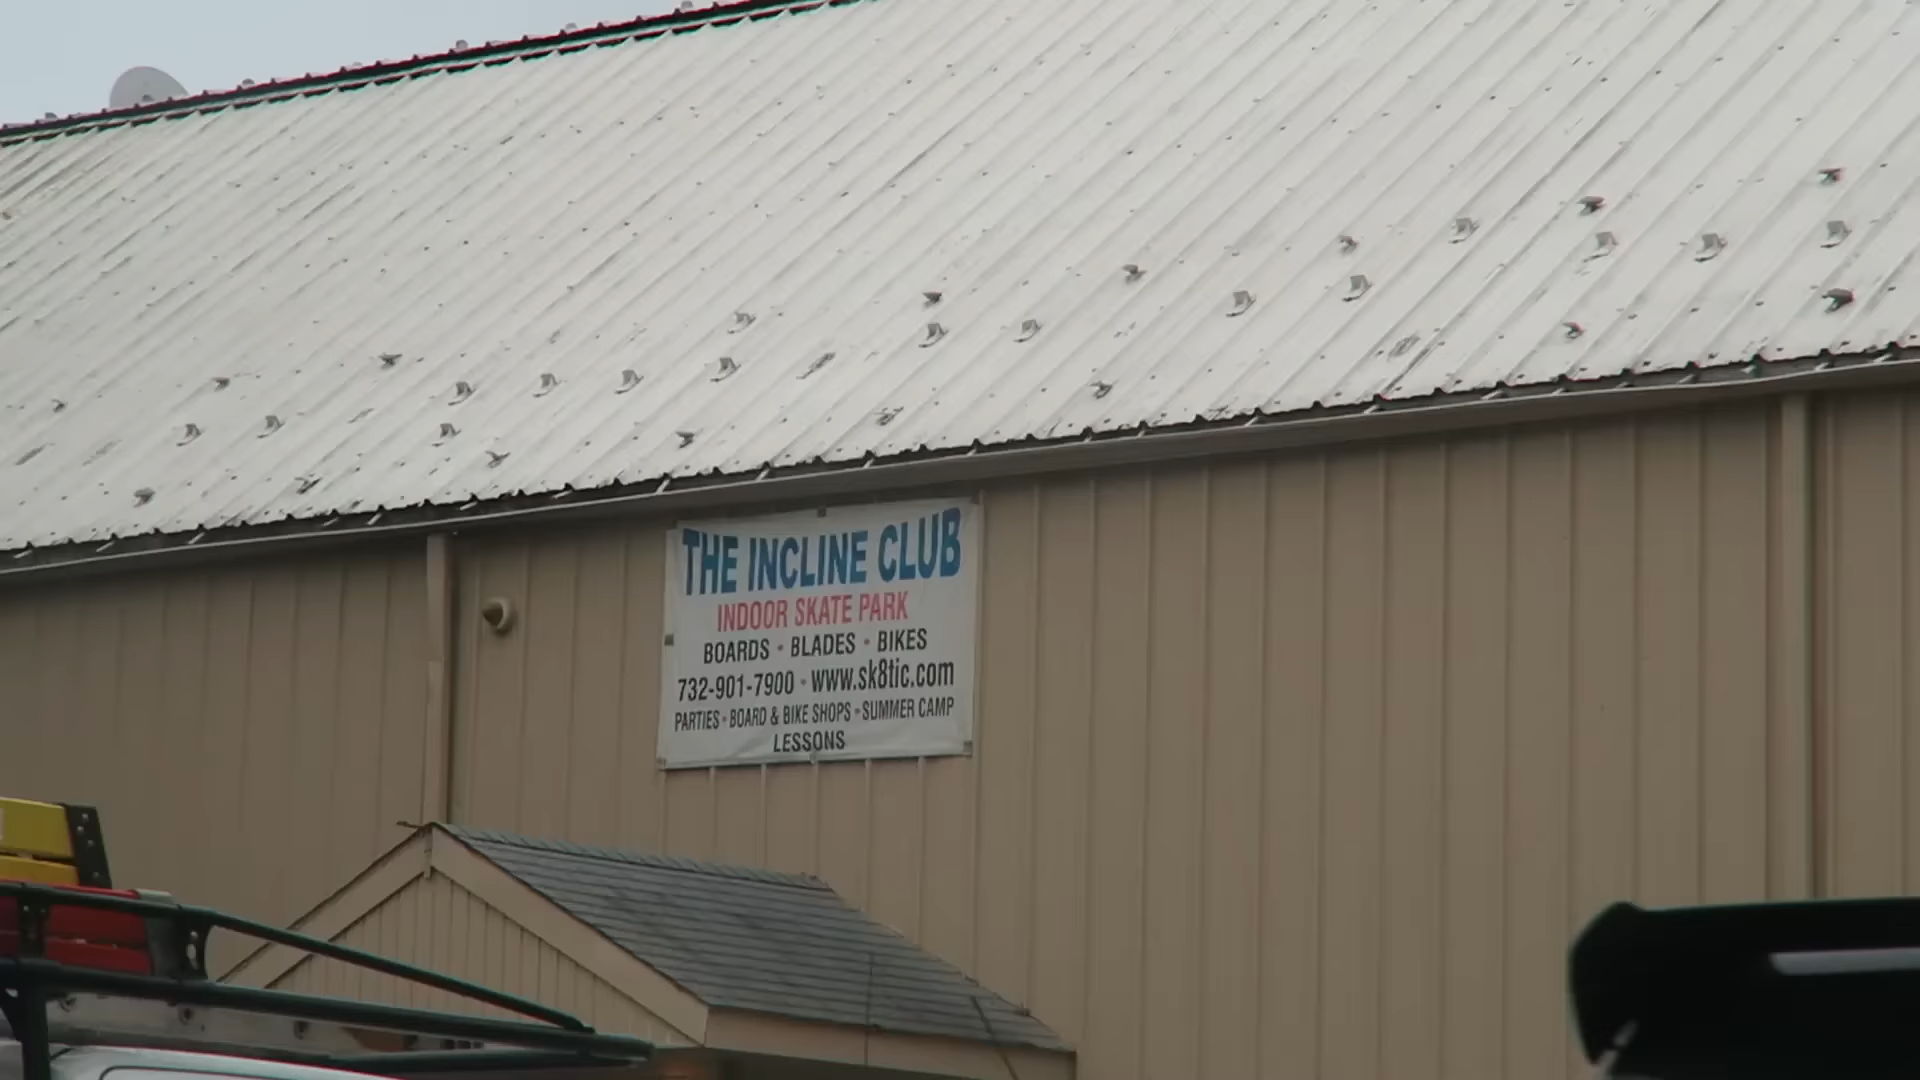 THE INCLINE CLUB
INDOOR SKATE PARK
BOARDS • BLADES • BIKES
732-901-7900 • www.sk8tic.com
PARTIES • BOARD & BIKE SHOPS • SUMMER CAMP
LESSONS